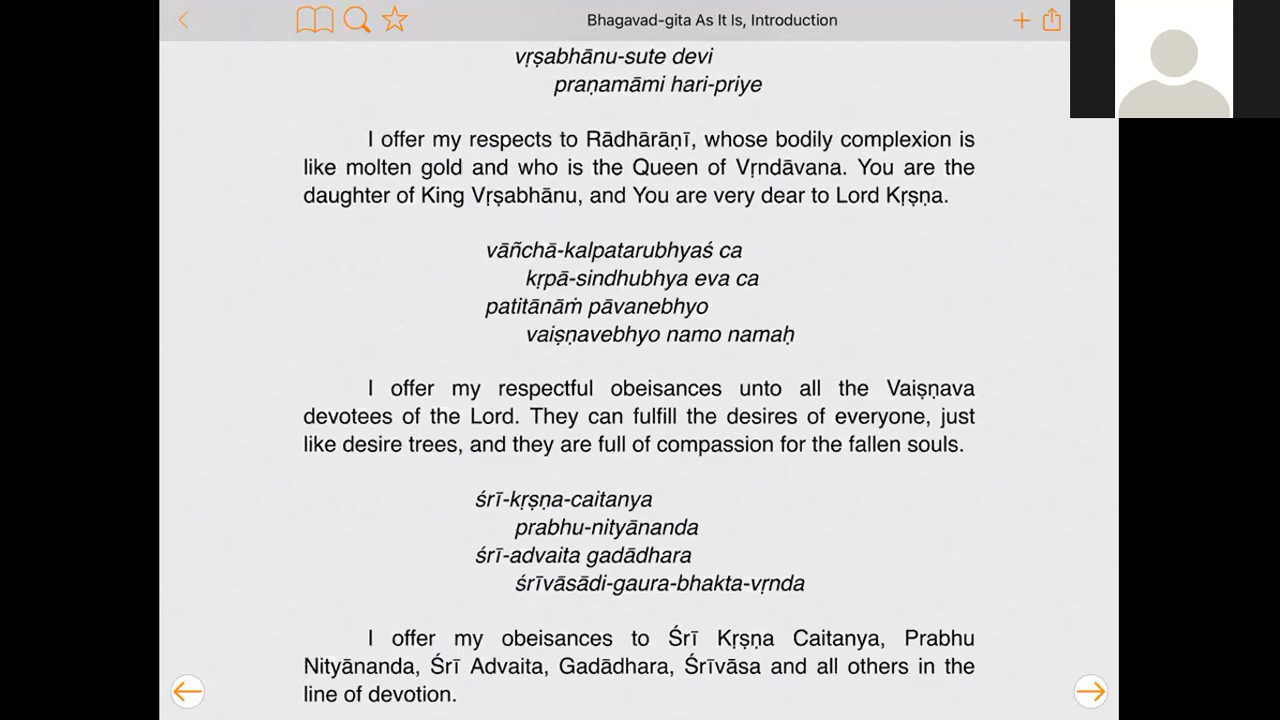 Bhagavad-gita As It Is, Introduction
vṛṣabhānu-sute devi
praṇamāmi hari-priye
I offer my respects to Rādhārāṇī, whose bodily complexion is
like molten gold and who is the Queen of Vṛndāvana. You are the
daughter of King Vṛṣabhānu, and You are very dear to Lord Kṛṣṇa.
vāñchā-kalpatarubhyaś ca
kṛpā-sindhubhya eva ca
patitānāṁ pāvanebhyo
vaiṣṇavebhyo namo namaḥ
I offer my respectful obeisances unto all the Vaiṣṇava
devotees of the Lord. They can fulfill the desires of everyone, just
like desire trees, and they are full of compassion for the fallen souls.
śrī-kṛṣṇa-caitanya
prabhu-nityānanda
śrī-advaita gadādhara
śrīvāsādi-gaura-bhakta-vṛnda
I offer my obeisances to Śrī Kṛṣṇa Caitanya, Prabhu
Nityānanda, Śrī Advaita, Gadādhara, Śrīvāsa and all others in the
line of devotion.